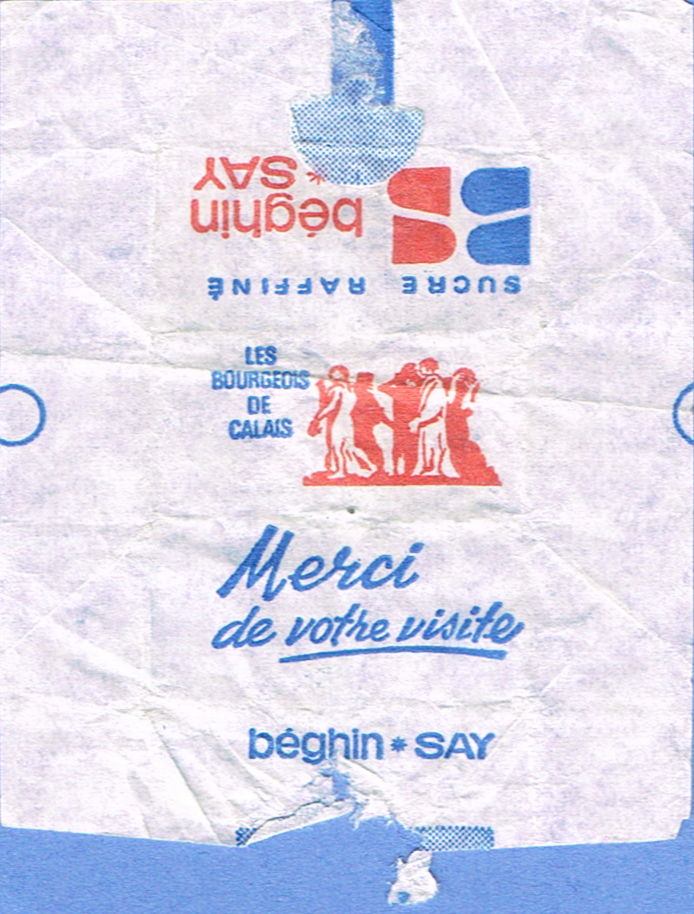 SUCRE RAFFINÉ
béghin
* SAY
LES
BOURGEOIS
DE
CALAIS
Merci
de votre visite
béghin * SAY